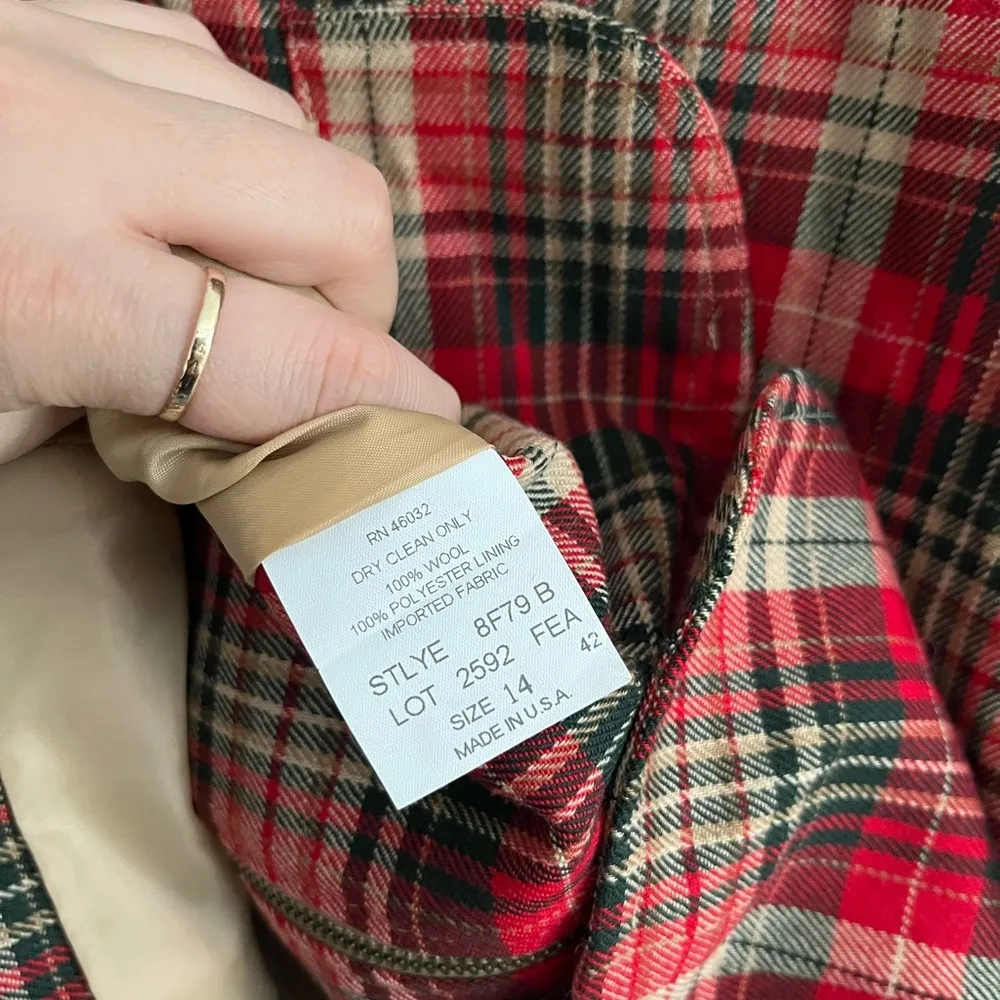 RN 46032
DRY CLEAN ONLY
100% WOOL
100% POLYESTER LINING
IMPORTED FABRIC
STLYE 8F79 B
LOT 2592 FEA
SIZE 14 42
MADE IN U.S.A.